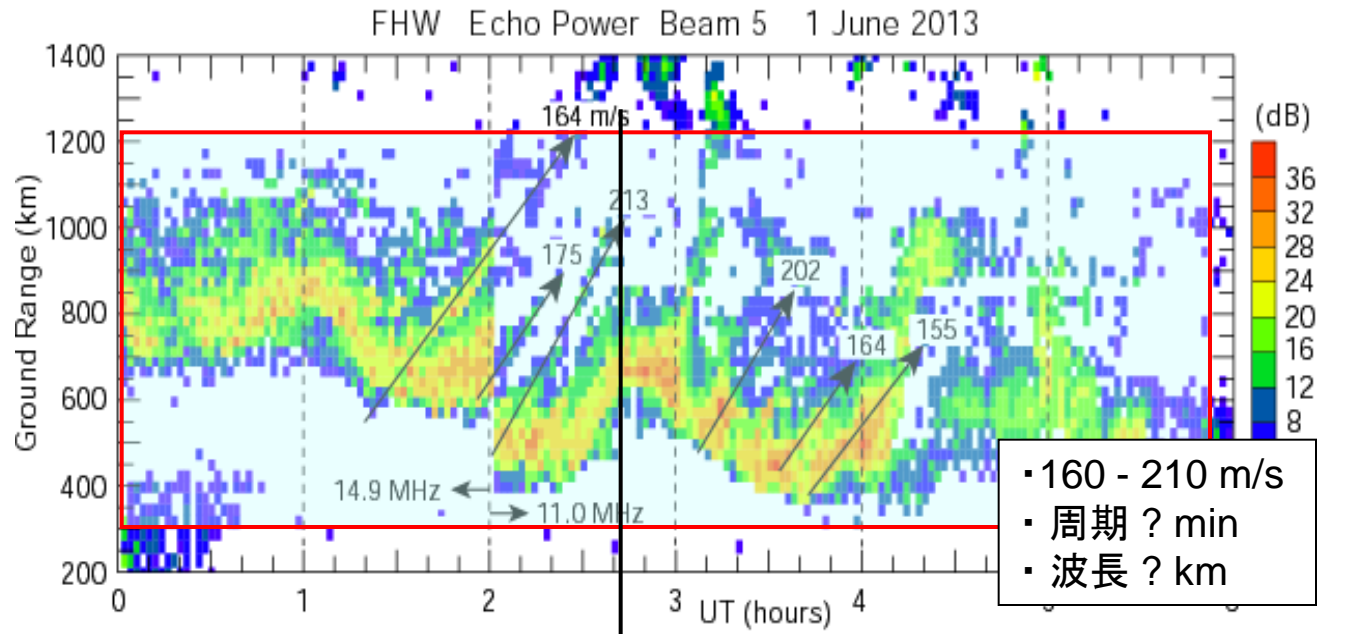 FHW Echo Power Beam 5 1 June 2013
1400
1200
1000
800
600
400
200
Ground Range (km)
164 m/s
213
175
202
164
155
14.9 MHz
11.0 MHz
0
1
2
3
4
UT (hours)
(dB)
36
32
28
24
20
16
12
8
・160 - 210 m/s
・ 周期 ? min
・ 波長 ? km